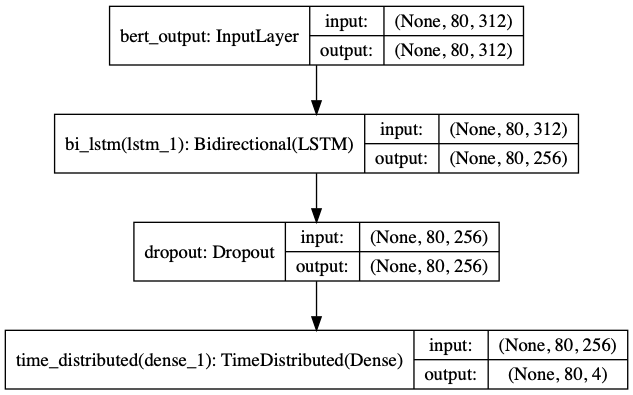 bert_output: InputLayer
input: (None, 80, 312)
output: (None, 80, 312)
bi_lstm(lstm_1): Bidirectional(LSTM)
input: (None, 80, 312)
output: (None, 80, 256)
dropout: Dropout
input: (None, 80, 256)
output: (None, 80, 256)
time_distributed(dense_1): TimeDistributed(Dense)
input: (None, 80, 256)
output: (None, 80, 4)